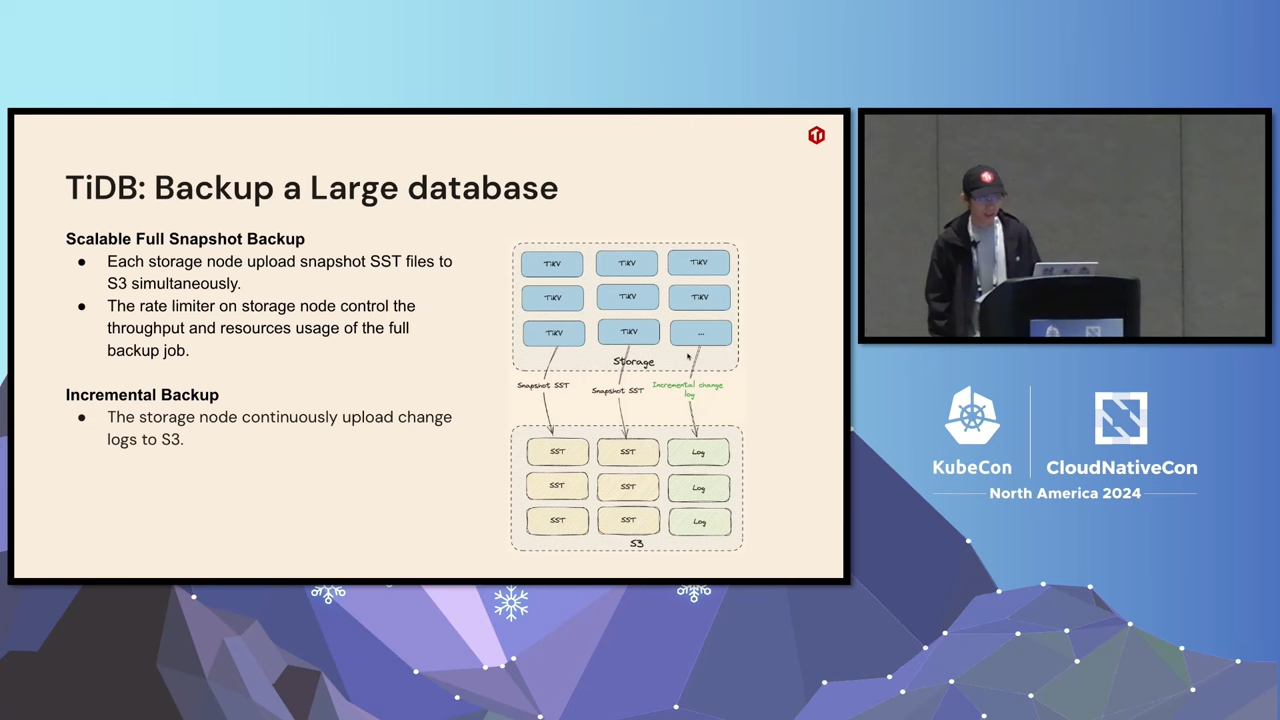 TiDB: Backup a Large database
Scalable Full Snapshot Backup
● Each storage node upload snapshot SST files to
S3 simultaneously.
● The rate limiter on storage node control the
throughput and resources usage of the full
backup job.
Incremental Backup
● The storage node continuously upload change
logs to S3.
TiKV TiKV TiKV
TiKV TiKV TiKV
TiKV TiKV ...
Storage
Snapshot SST Snapshot SST Incremental change
log
SST SST Log
SST SST Log
SST SST Log
S3
KubeCon CloudNativeCon
North America 2024